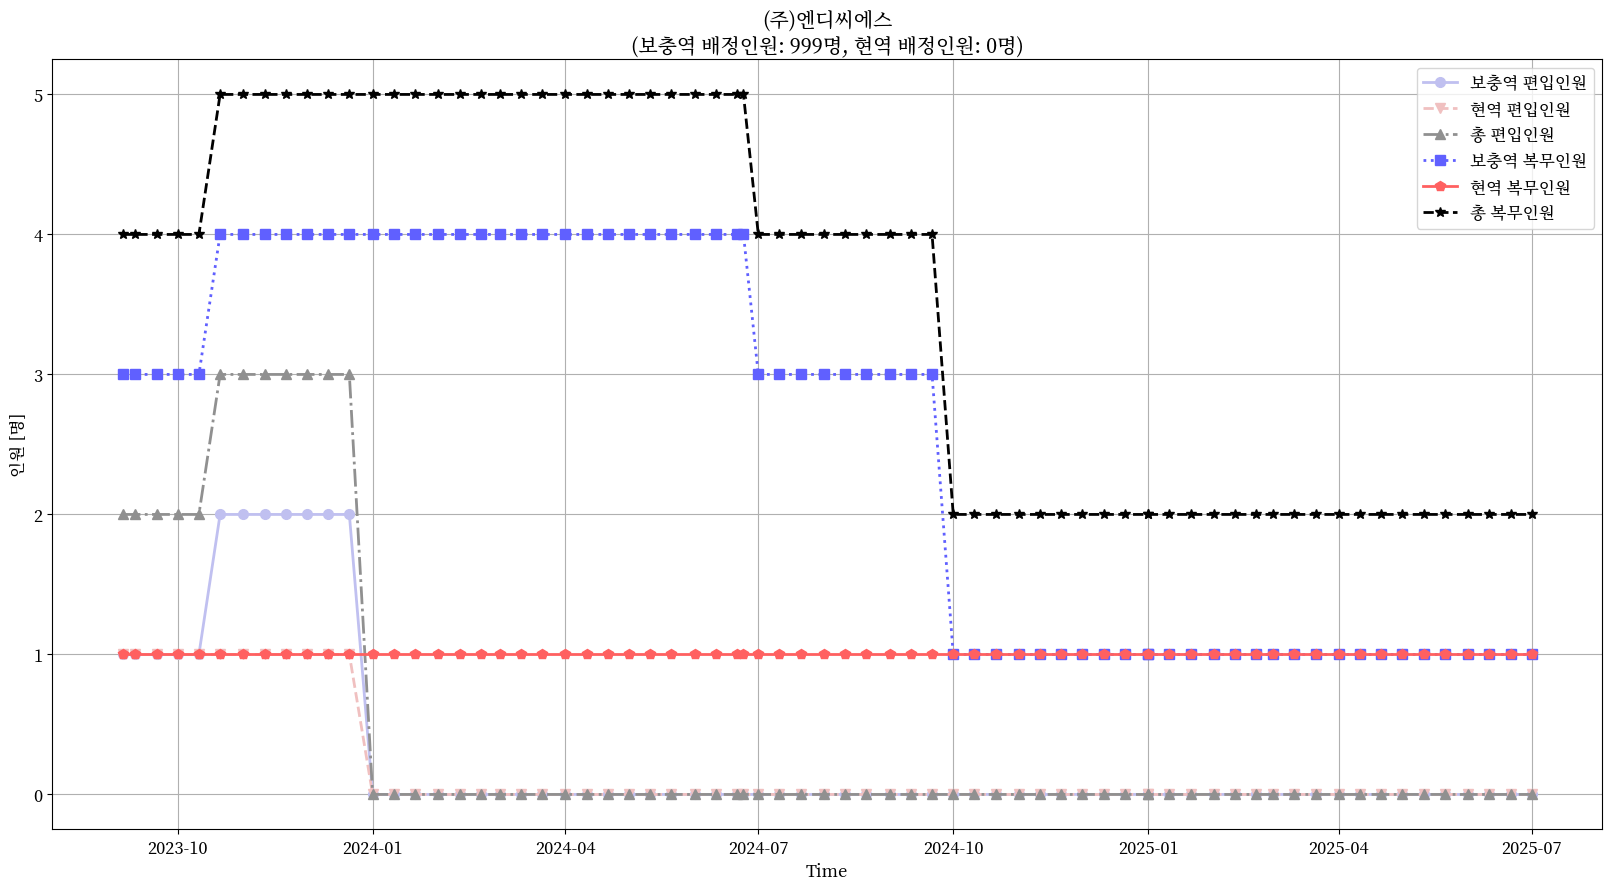 (주)엔디씨에스
(보충역 배정인원: 999명, 현역 배정인원: 0명)
보충역 편입인원
현역 편입인원
총 편입인원
보충역 복무인원
현역 복무인원
총 복무인원
인원 [명]
5
4
3
2
1
0
2023-10
2024-01
2024-04
2024-07
2024-10
2025-01
2025-04
2025-07
Time